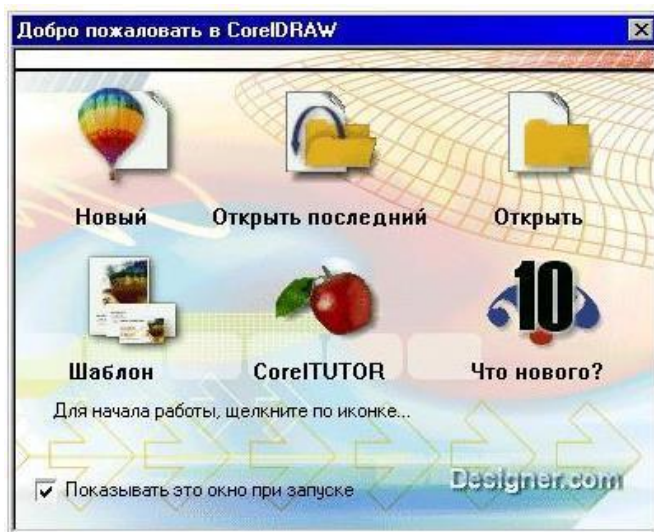 Добро пожаловать в CorelDRAW
Новый
Открыть последний
Открыть
10
Шаблон
CorelTUTOR
Что нового?
Для начала работы, щелкните по иконке...
Показывать это окно при запуске
Designer.com